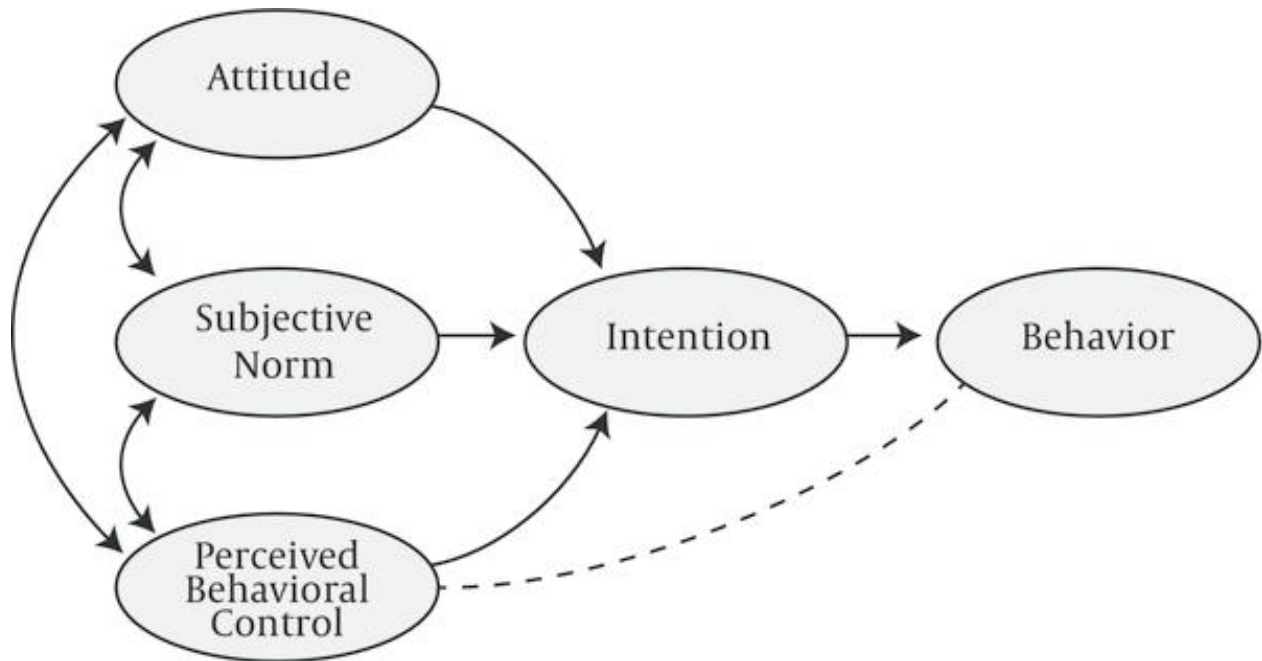 Attitude
Subjective
Norm
Intention
Behavior
Perceived
Behavioral
Control